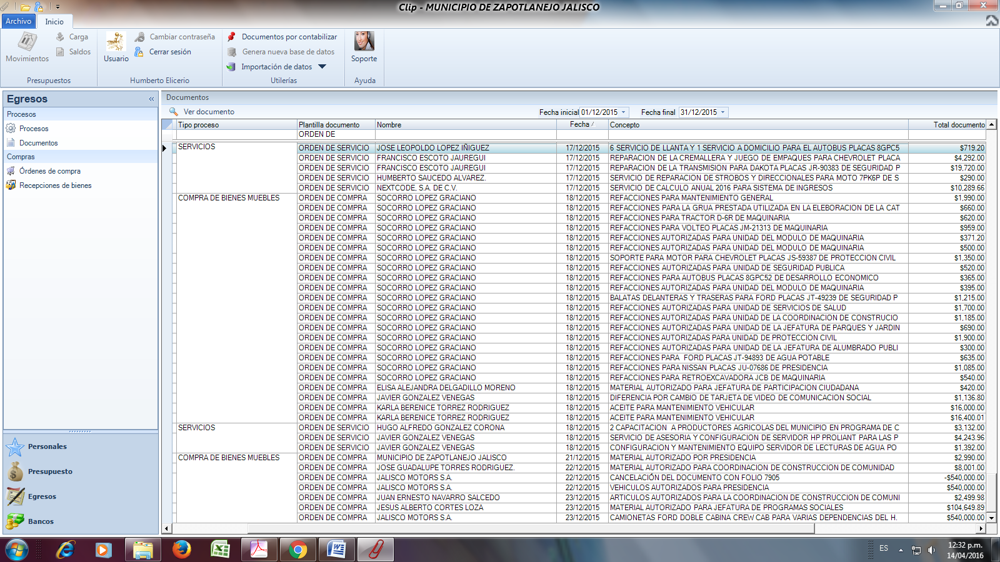 Clip - MUNICIPIO DE ZAPOTLANEJO JALISCO
Archivo Inicio
Movimientos Carga Saldos
Presupuestos
Usuario Cambiar contraseña Cerrar sesión
Humberto Elicerio
Documentos por contabilizar
Genera nueva base de datos
Importación de datos
Utilerías
Soporte
Ayuda
Egresos «
Procesos
Procesos
Documentos
Compras
Órdenes de compra
Recepciones de bienes
Personales
Presupuesto
Egresos
Bancos
Documentos
Ver documento Fecha inicial 01/12/2015 Fecha final 31/12/2015
Tipo proceso Plantilla documento Nombre Fecha Concepto Total documento
ORDEN DE
SERVICIOS ORDEN DE SERVICIO JOSE LEOPOLDO LOPEZ IÑIGUEZ 17/12/2015 6 SERVICIO DE LLANTA Y 1 SERVICIO A DOMICILIO PARA EL AUTOBUS PLACAS 8GPC5 $719.20
ORDEN DE SERVICIO FRANCISCO ESCOTO JAUREGUI 17/12/2015 REPARACION DE LA CREMALLERA Y JUEGO DE EMPAQUES PARA CHEVROLET PLACA $4,292.00
ORDEN DE SERVICIO FRANCISCO ESCOTO JAUREGUI 17/12/2015 REPARACION DE LA TRANSMISION PARA DAKOTA PLACAS JR-90383 DE SEGURIDAD P $19,720.00
ORDEN DE SERVICIO HUMBERTO SAUCEDO ALVAREZ. 17/12/2015 SERVICIO DE REPARACION DE STROBOS Y DIRECCIONALES PARA MOTO 7PK6P DE S $290.00
ORDEN DE SERVICIO NEXTCODE, S.A. DE C.V. 17/12/2015 SERVICIO DE CALCULO ANUAL 2016 PARA SISTEMA DE INGRESOS $10,289.66
COMPRA DE BIENES MUEBLES ORDEN DE COMPRA SOCORRO LOPEZ GRACIANO 18/12/2015 REFACCIONES PARA MANTENIMIENTO GENERAL $1,990.00
ORDEN DE COMPRA SOCORRO LOPEZ GRACIANO 18/12/2015 REFACCIONES PARA LA GRUA PRESTADA UTILIZADA EN LA ELEBORACION DE LA CAT $660.00
ORDEN DE COMPRA SOCORRO LOPEZ GRACIANO 18/12/2015 REFACCIONES PARA TRACTOR D-6R DE MAQUINARIA $620.00
ORDEN DE COMPRA SOCORRO LOPEZ GRACIANO 18/12/2015 REFACCIONES PARA VOLTEO PLACAS JM-21313 DE MAQUINARIA $959.00
ORDEN DE COMPRA SOCORRO LOPEZ GRACIANO 18/12/2015 REFACCIONES AUTORIZADAS PARA UNIDAD DEL MODULO DE MAQUINARIA $371.20
ORDEN DE COMPRA SOCORRO LOPEZ GRACIANO 18/12/2015 REFACCIONES AUTORIZADAS PARA UNIDAD DEL MODULO DE MAQUINARIA $500.00
ORDEN DE COMPRA SOCORRO LOPEZ GRACIANO 18/12/2015 SOPORTE PARA MOTOR PARA CHEVROLET PLACAS JS-59387 DE PROTECCION CIVIL $1,350.00
ORDEN DE COMPRA SOCORRO LOPEZ GRACIANO 18/12/2015 REFACCIONES AUTORIZADAS PARA UNIDAD DE SEGURIDAD PUBLICA $520.00
ORDEN DE COMPRA SOCORRO LOPEZ GRACIANO 18/12/2015 REFACCIONES PARA AUTOBUS PLACAS 8GPC52 DE DESARROLLO ECONOMICO $365.00
ORDEN DE COMPRA SOCORRO LOPEZ GRACIANO 18/12/2015 REFACCIONES AUTORIZADAS PARA UNIDAD DEL MODULO DE MAQUINARIA $395.00
ORDEN DE COMPRA SOCORRO LOPEZ GRACIANO 18/12/2015 BALATAS DELANTERAS Y TRASERAS PARA FORD PLACAS JT-49239 DE SEGURIDAD P $1,215.00
ORDEN DE COMPRA SOCORRO LOPEZ GRACIANO 18/12/2015 REFACCIONES AUTORIZADAS PARA UNIDAD DE SERVICIOS DE SALUD $1,700.00
ORDEN DE COMPRA SOCORRO LOPEZ GRACIANO 18/12/2015 REFACCIONES AUTORIZADAS PARA UNIDAD DE LA COORDINACION DE CONSTRUCIO $1,185.00
ORDEN DE COMPRA SOCORRO LOPEZ GRACIANO 18/12/2015 REFACCIONES AUTORIZADAS PARA UNIDAD DE LA JEFATURA DE PARQUES Y JARDIN $690.00
ORDEN DE COMPRA SOCORRO LOPEZ GRACIANO 18/12/2015 REFACCIONES AUTORIZADAS PARA UNIDAD DE PROTECCION CIVIL $1,900.00
ORDEN DE COMPRA SOCORRO LOPEZ GRACIANO 18/12/2015 REFACCIONES AUTORIZADAS PARA UNIDAD DE LA JEFATURA DE ALUMBRADO PUBLI $300.00
ORDEN DE COMPRA SOCORRO LOPEZ GRACIANO 18/12/2015 REFACCIONES PARA FORD PLACAS JT-94893 DE AGUA POTABLE $635.00
ORDEN DE COMPRA SOCORRO LOPEZ GRACIANO 18/12/2015 REFACCIONES PARA NISSAN PLACAS JU-07686 DE PRESIDENCIA $1,085.00
ORDEN DE COMPRA SOCORRO LOPEZ GRACIANO 18/12/2015 REFACCIONES PARA RETROEXCAVADORA JCB DE MAQUINARIA $540.00
ORDEN DE COMPRA ELISA ALEJANDRA DELGADILLO MORENO 18/12/2015 MATERIAL AUTORIZADO PARA JEFATURA DE PARTICIPACION CIUDADANA $420.00
ORDEN DE COMPRA JAVIER GONZALEZ VENEGAS 18/12/2015 DIFERENCIA POR CAMBIO DE TARJETA DE VIDEO DE COMUNICACION SOCIAL $1,136.80
ORDEN DE COMPRA KARLA BERENICE TORREZ RODRIGUEZ 18/12/2015 ACEITE PARA MANTENIMIENTO VEHICULAR $16,000.00
ORDEN DE COMPRA KARLA BERENICE TORREZ RODRIGUEZ 18/12/2015 ACEITE PARA MANTENIMIENTO VEHICULAR $16,400.01
SERVICIOS ORDEN DE SERVICIO HUGO ALFREDO GONZALEZ CORONA 18/12/2015 2 CAPACITACION A PRODUCTORES AGRICOLAS DEL MUNICIPIO EN PROGRAMA DE C $3,132.00
ORDEN DE SERVICIO JAVIER GONZALEZ VENEGAS 18/12/2015 SERVICIO DE ASESORIA Y CONFIGURACION DE SERVIDOR HP PROLIANT PARA LAS P $4,243.96
ORDEN DE SERVICIO JAVIER GONZALEZ VENEGAS 18/12/2015 CONFIGURACION Y MANTENIMIENTO EQUIPO SERVIDOR DE LECTURAS DE AGUA PO $1,392.00
COMPRA DE BIENES MUEBLES ORDEN DE COMPRA MUNICIPIO DE ZAPOTLANEJO JALISCO 21/12/2015 MATERIAL AUTORIZADO POR PRESIDENCIA $2,990.00
ORDEN DE COMPRA JOSE GUADALUPE TORRES RODRIGUEZ. 22/12/2015 MATERIAL AUTORIZADO PARA COORDINACION DE CONSTRUCCION DE COMUNIDAD $8,001.00
ORDEN DE COMPRA JALISCO MOTORS S.A. 22/12/2015 CANCELACIÓN DEL DOCUMENTO CON FOLIO 7905 -$540,000.00
ORDEN DE COMPRA JALISCO MOTORS S.A. 22/12/2015 VEHICULOS AUTORIZADOS PARA PRESIDENCIA $540,000.00
ORDEN DE COMPRA JUAN ERNESTO NAVARRO SALCEDO 23/12/2015 ARTICULOS AUTORIZADOS PARA LA COORDINACION DE CONSTRUCCION DE COMUNI $2,499.98
ORDEN DE COMPRA JESUS ALBERTO CORTES LOZA 23/12/2015 MATERIAL AUTORIZADO PARA JEFATURA DE PROGRAMAS SOCIALES $104,649.89
ORDEN DE COMPRA JALISCO MOTORS S.A. 23/12/2015 CAMIONETAS FORD DOBLE CABINA CREW CAB PARA VARIAS DEPENDENCIAS DEL H. $540,000.00
ES 12:32 p.m.
14/04/2016